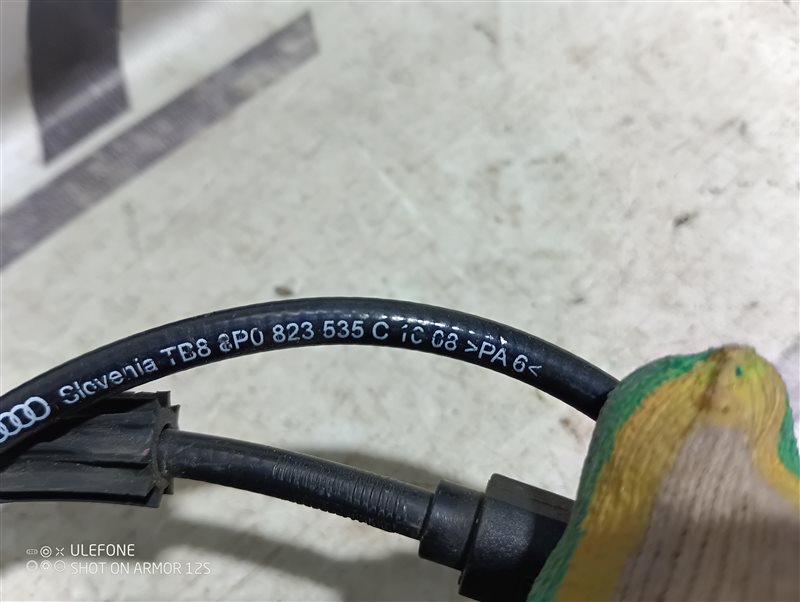 Slovenia TB8 8P0 823 535 C 10 08 >PA 6<
ULEFONE
SHOT ON ARMOR 12S